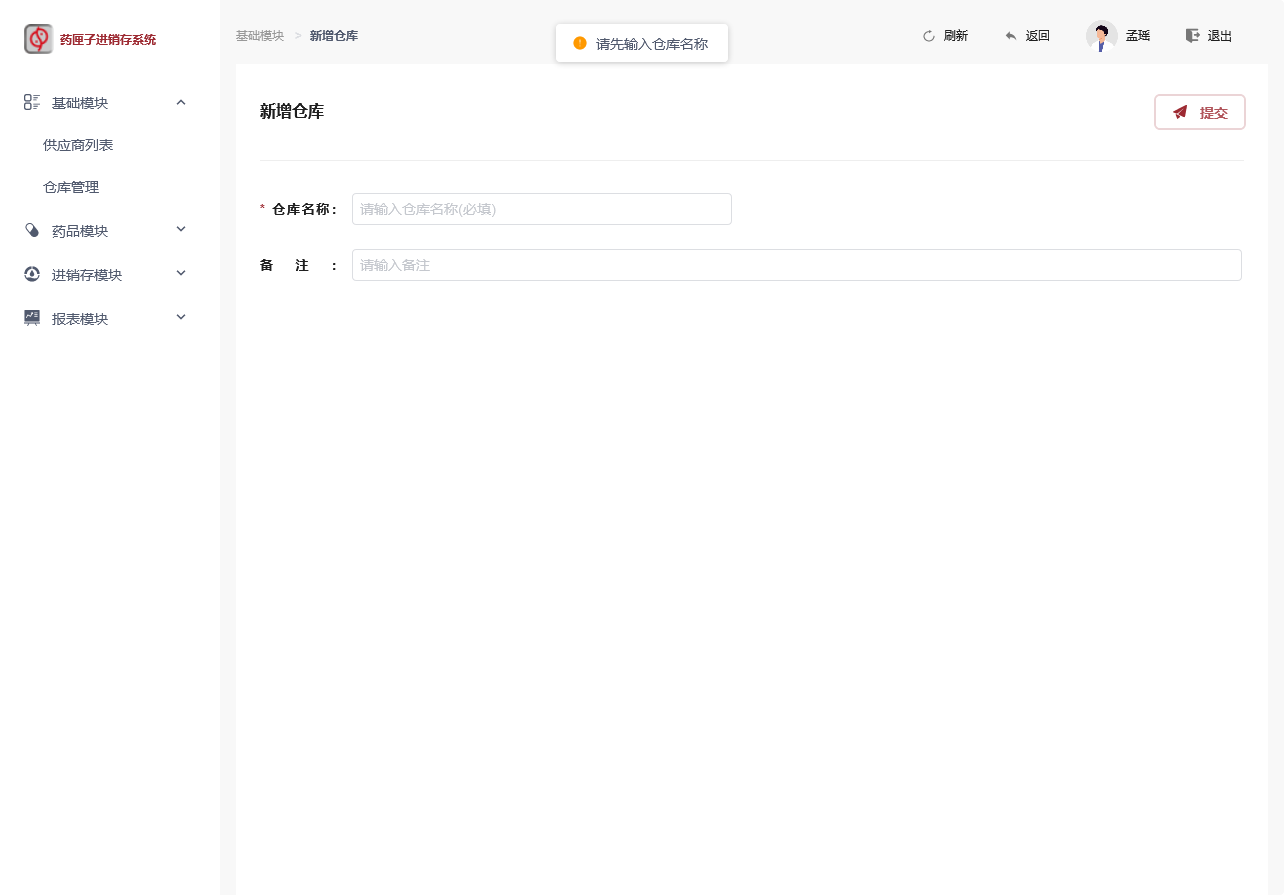 药匣子进销存系统
基础模块 > 新增仓库
请先输入仓库名称
刷新
返回
孟瑶
退出
基础模块
供应商列表
仓库管理
药品模块
进销存模块
报表模块
新增仓库
提交
* 仓库名称：
请输入仓库名称(必填)
备 注 ：
请输入备注